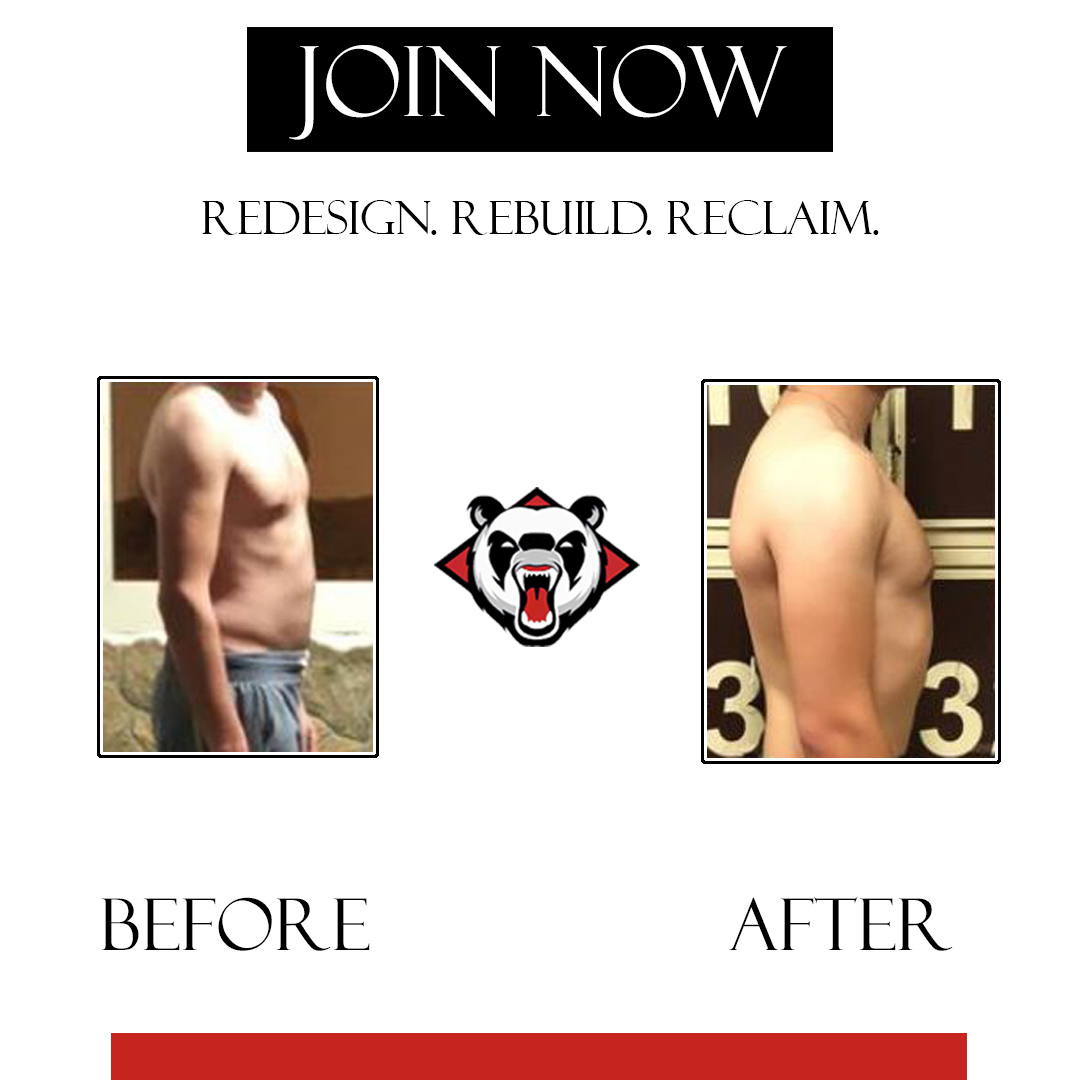 JOIN NOW
REDESIGN. REBUILD. RECLAIM.
3 3
BEFORE
AFTER